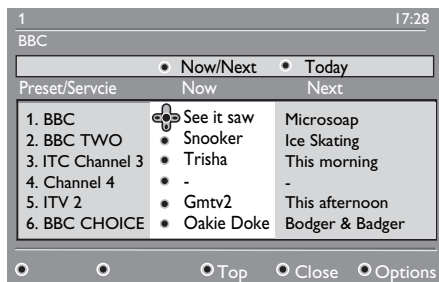 1 17:28
BBC
Now/Next Today
Preset/Servcie Now Next
1. BBC See it saw Microsoap
2. BBC TWO Snooker Ice Skating
3. ITC Channel 3 Trisha This morning
4. Channel 4 - -
5. ITV 2 Gmtv2 This afternoon
6. BBC CHOICE Oakie Doke Bodger & Badger
Top Close Options